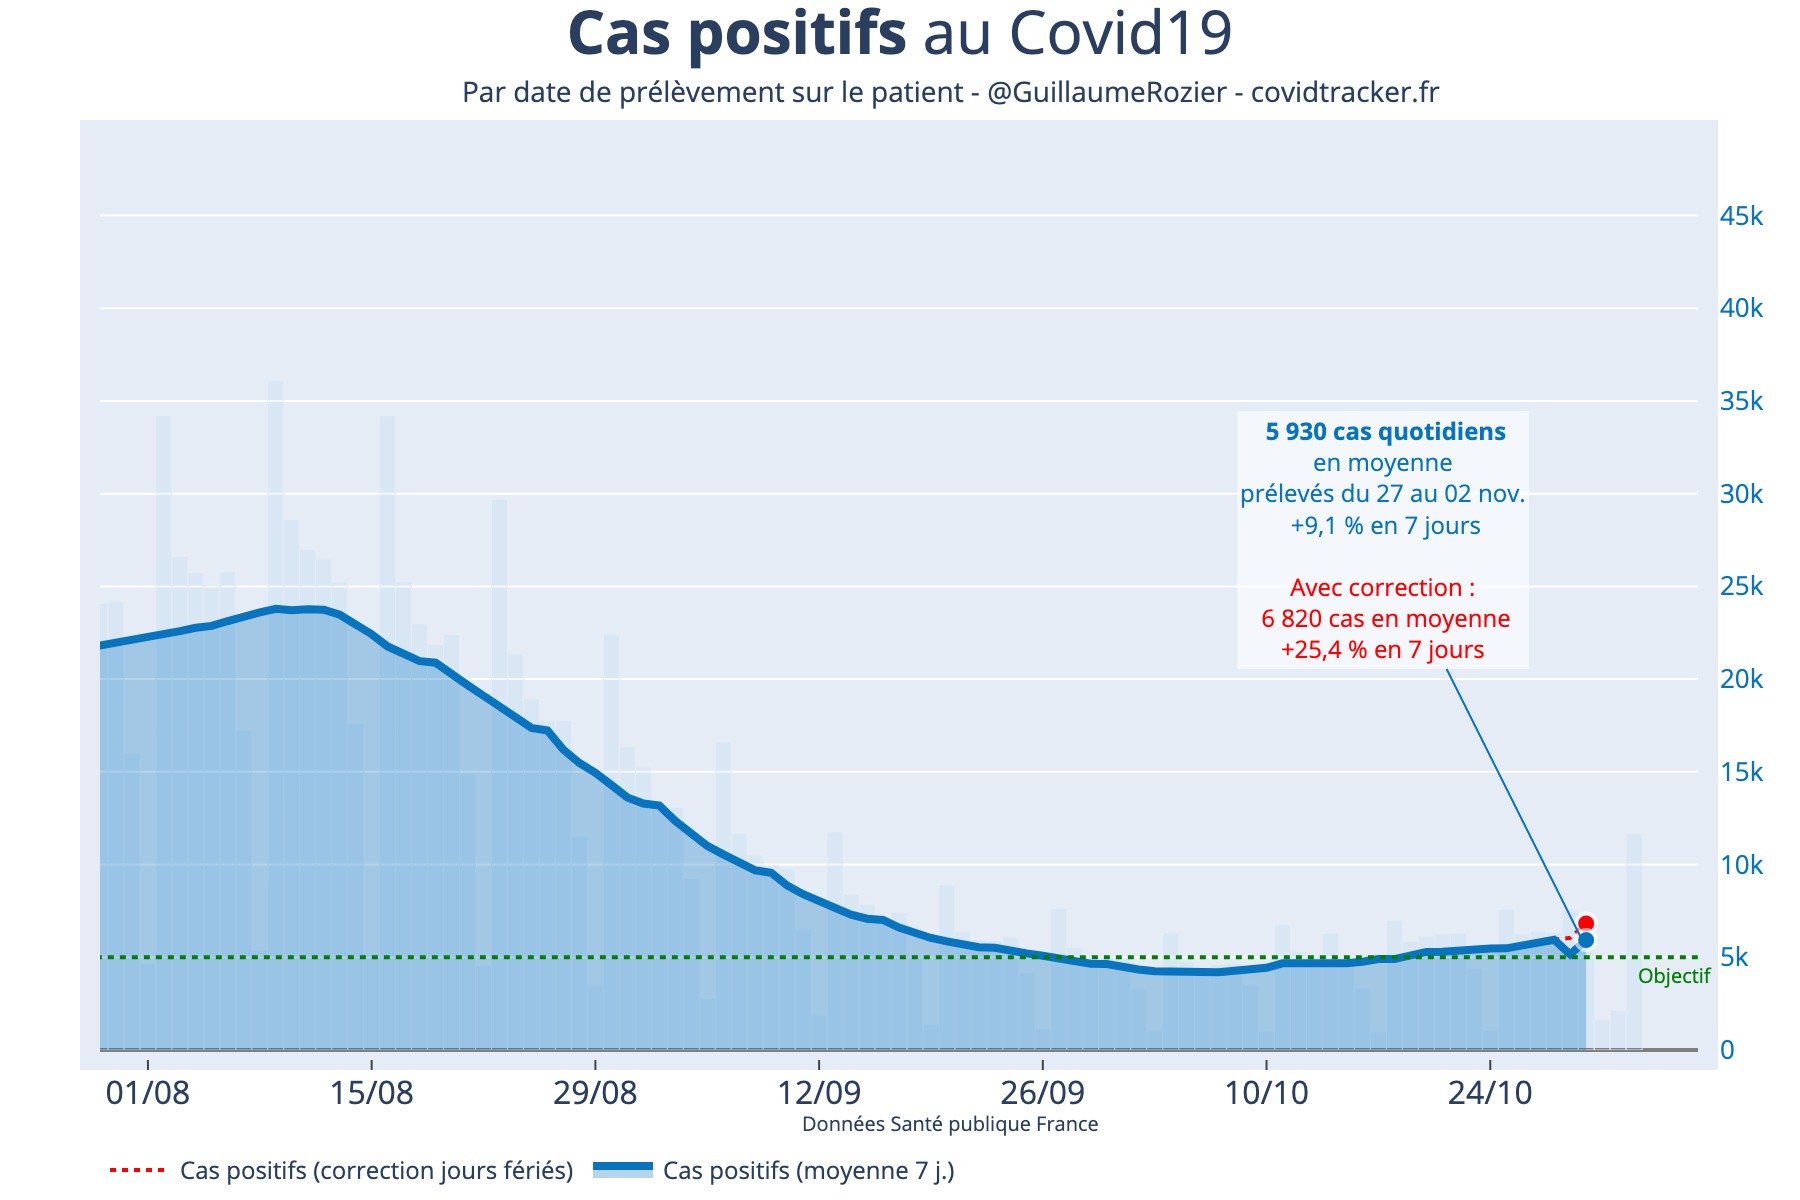 Cas positifs au Covid19
Par date de prélèvement sur le patient - @GuillaumeRozier - covidtracker.fr
45k
40k
35k
30k
25k
20k
15k
10k
5k
0
5 930 cas quotidiens
en moyenne
prélevés du 27 au 02 nov.
+9,1 % en 7 jours
Avec correction :
6 820 cas en moyenne
+25,4 % en 7 jours
Objectif
01/08
15/08
29/08
12/09
26/09
10/10
24/10
Données Santé publique France
Cas positifs (correction jours fériés)
Cas positifs (moyenne 7 j.)